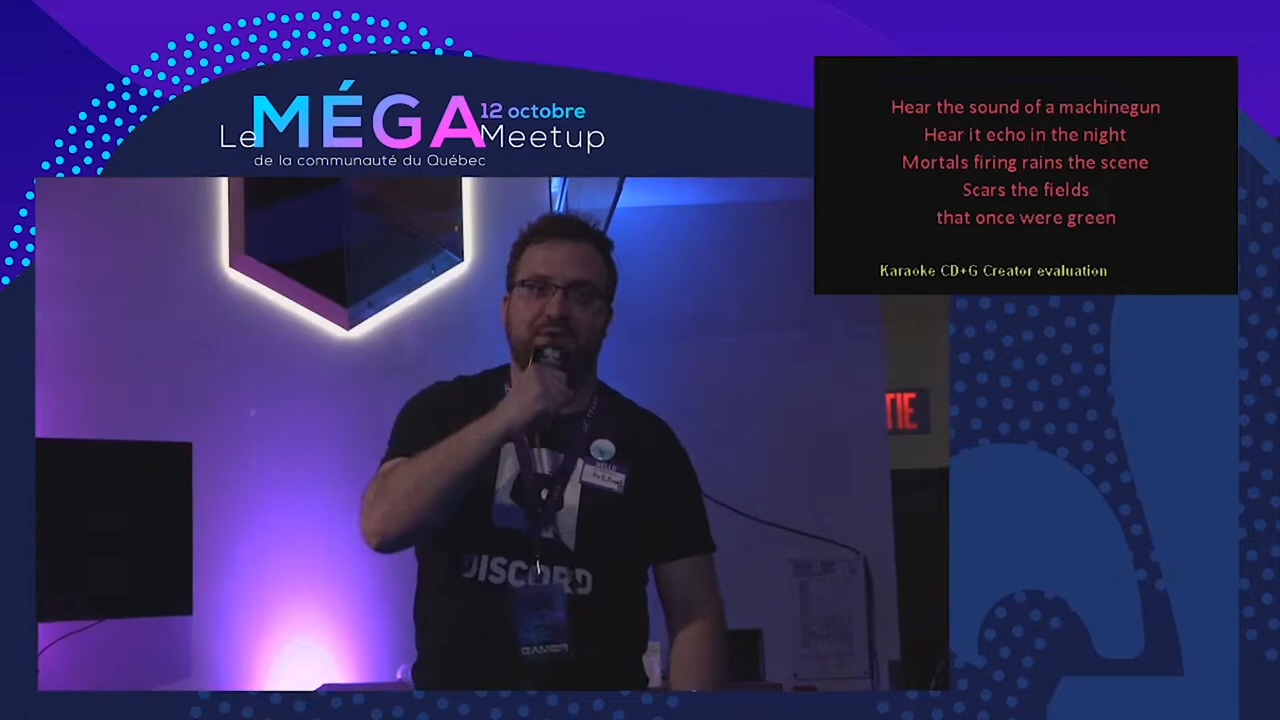 Le MÉGA Meetup
12 octobre
de la communauté du Québec
Hear the sound of a machinegun
Hear it echo in the night
Mortals firing rains the scene
Scars the fields
that once were green
Karaoke CD+G Creator evaluation
TIE
HELLO
DISCORD
GAMER